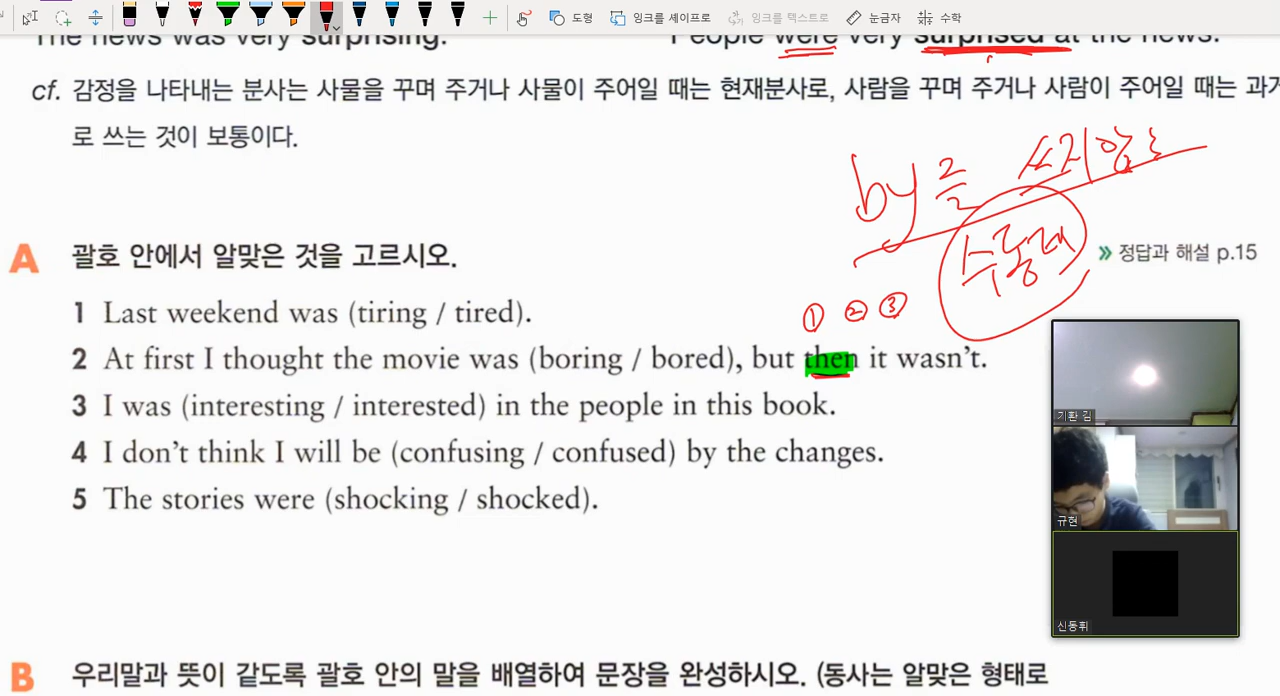 도형 잉크를 셰이프로 잉크를 텍스트로 눈금자 수학
The news was very surprising. People were very surprised at the news.
cf. 감정을 나타내는 분사는 사물을 꾸며 주거나 사물이 주어일 때는 현재분사로, 사람을 꾸며 주거나 사람이 주어일 때는 과거
로 쓰는 것이 보통이다.
by를 쓰지 않는
수동태
A 괄호 안에서 알맞은 것을 고르시오.
» 정답과 해설 p.15
① ② ③
1 Last weekend was (tiring / tired).
2 At first I thought the movie was (boring / bored), but then it wasn't.
3 I was (interesting / interested) in the people in this book.
4 I don't think I will be (confusing / confused) by the changes.
5 The stories were (shocking / shocked).
기환 김
규현
신동휘
B 우리말과 뜻이 같도록 괄호 안의 말을 배열하여 문장을 완성하시오. (동사는 알맞은 형태로